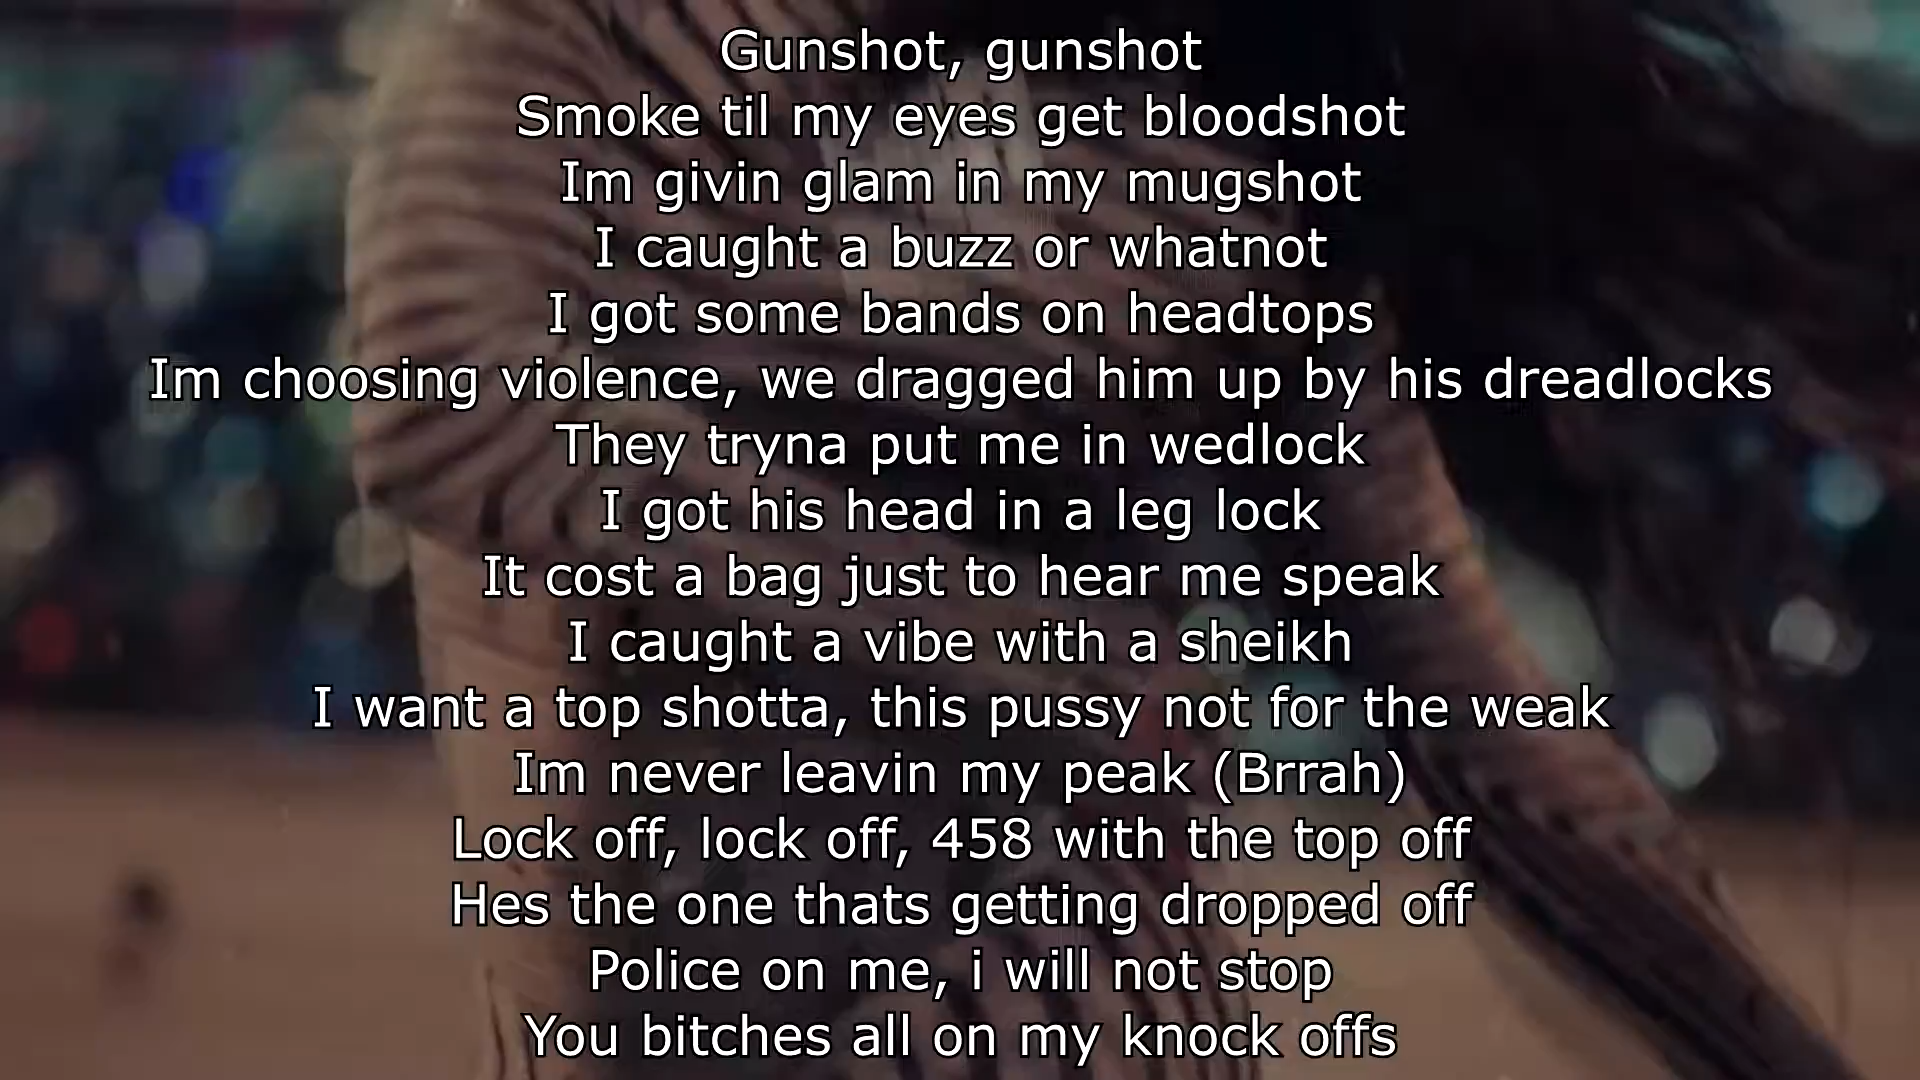 Gunshot, gunshot
Smoke til my eyes get bloodshot
Im givin glam in my mugshot
I caught a buzz or whatnot
I got some bands on headtops
Im choosing violence, we dragged him up by his dreadlocks
They tryna put me in wedlock
I got his head in a leg lock
It cost a bag just to hear me speak
I caught a vibe with a sheikh
I want a top shotta, this pussy not for the weak
Im never leavin my peak (Brrah)
Lock off, lock off, 458 with the top off
Hes the one thats getting dropped off
Police on me, i will not stop
You bitches all on my knock offs